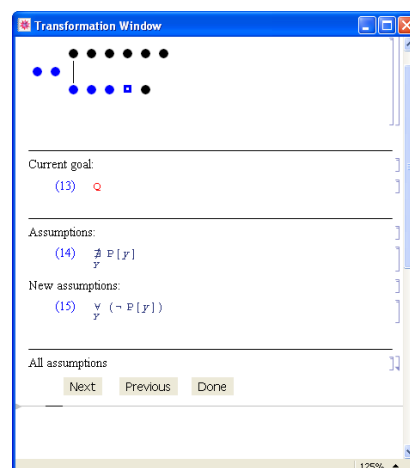 Transformation Window
Current goal:
(13) Q
Assumptions:
(14) ∄ P[y]
y
New assumptions:
(15) ∀ (¬ P[y])
y
All assumptions
Next Previous Done
125%